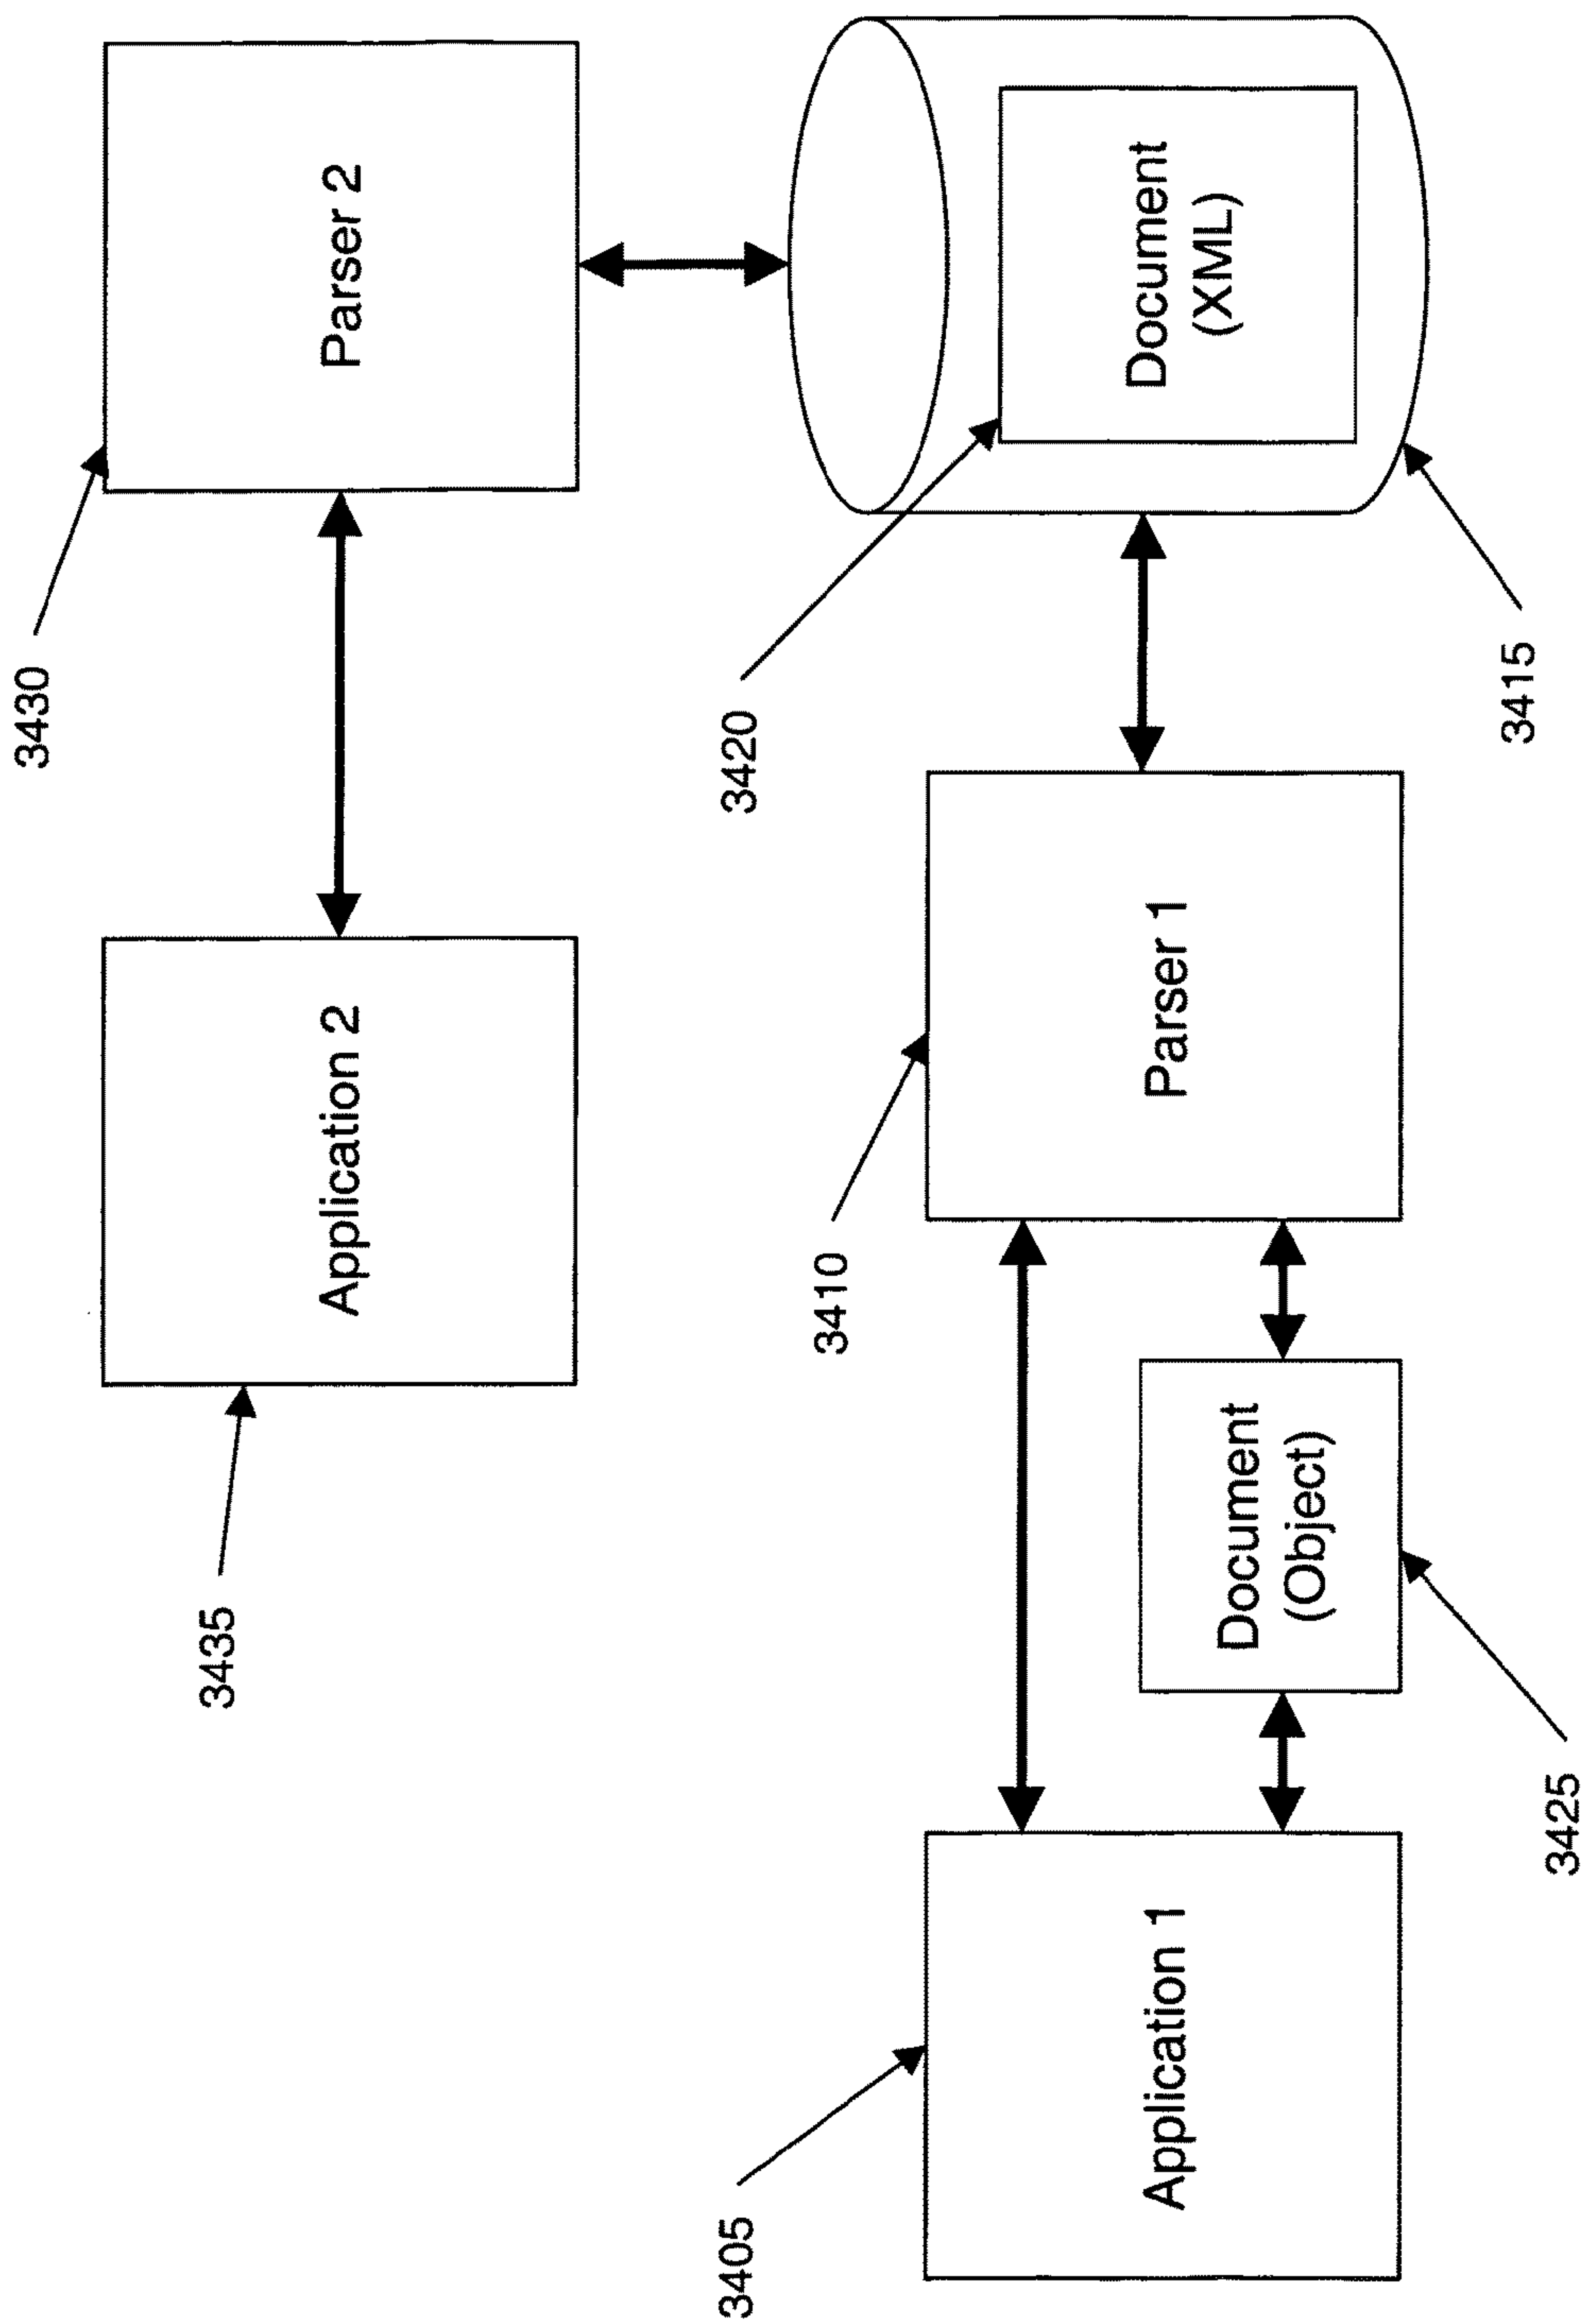 3430
Parser 2
Application 2
3435
3420
Document
(XML)
3415
3410
Parser 1
Document
(Object)
3425
3405
Application 1